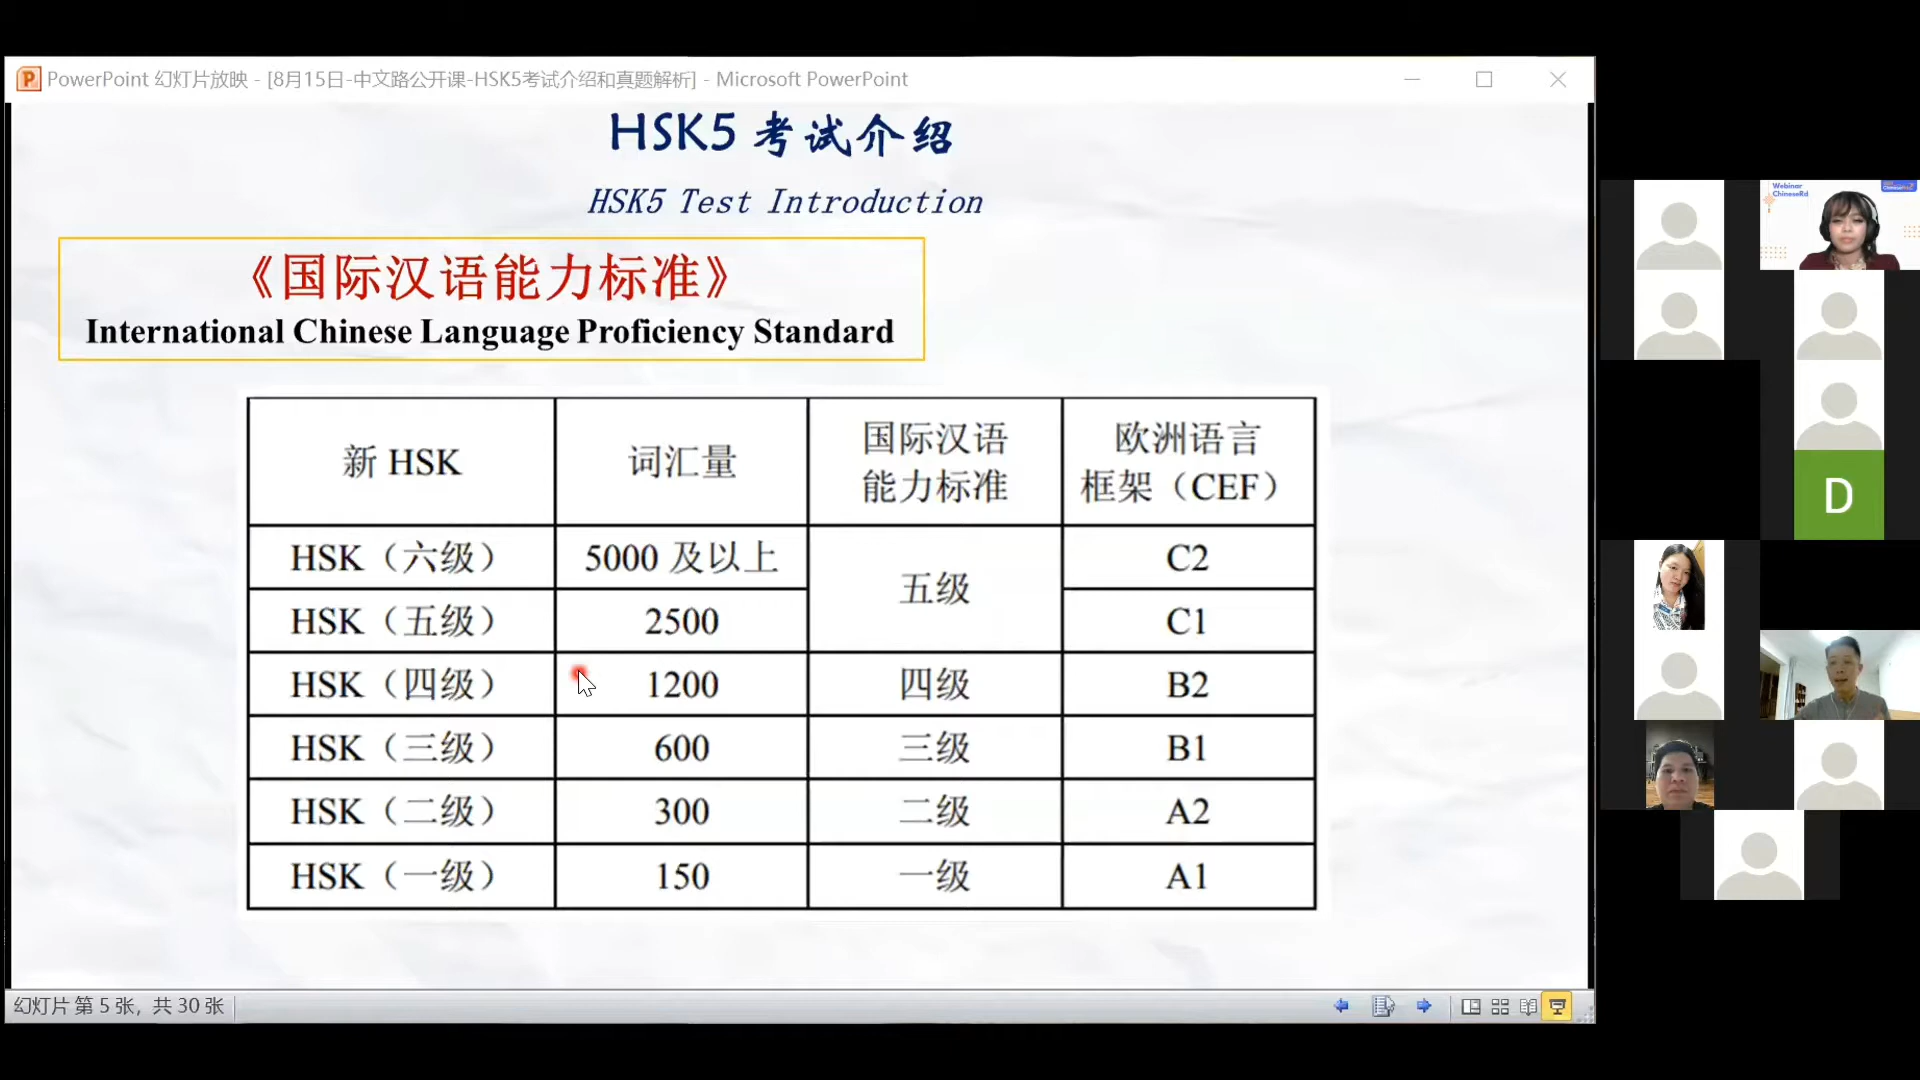 PowerPoint 幻灯片放映 - [8月15日-中文路公开课-HSK5考试介绍和真题解析] - Microsoft PowerPoint
HSK5 考试介绍
HSK5 Test Introduction
《国际汉语能力标准》
International Chinese Language Proficiency Standard
新 HSK
词汇量
国际汉语
能力标准
欧洲语言
框架（CEF）
HSK（六级）
5000 及以上
五级
C2
HSK（五级）
2500
C1
HSK（四级）
1200
四级
B2
HSK（三级）
600
三级
B1
HSK（二级）
300
二级
A2
HSK（一级）
150
一级
A1
幻灯片 第 5 张，共 30 张
Webinar
ChineseRd
D